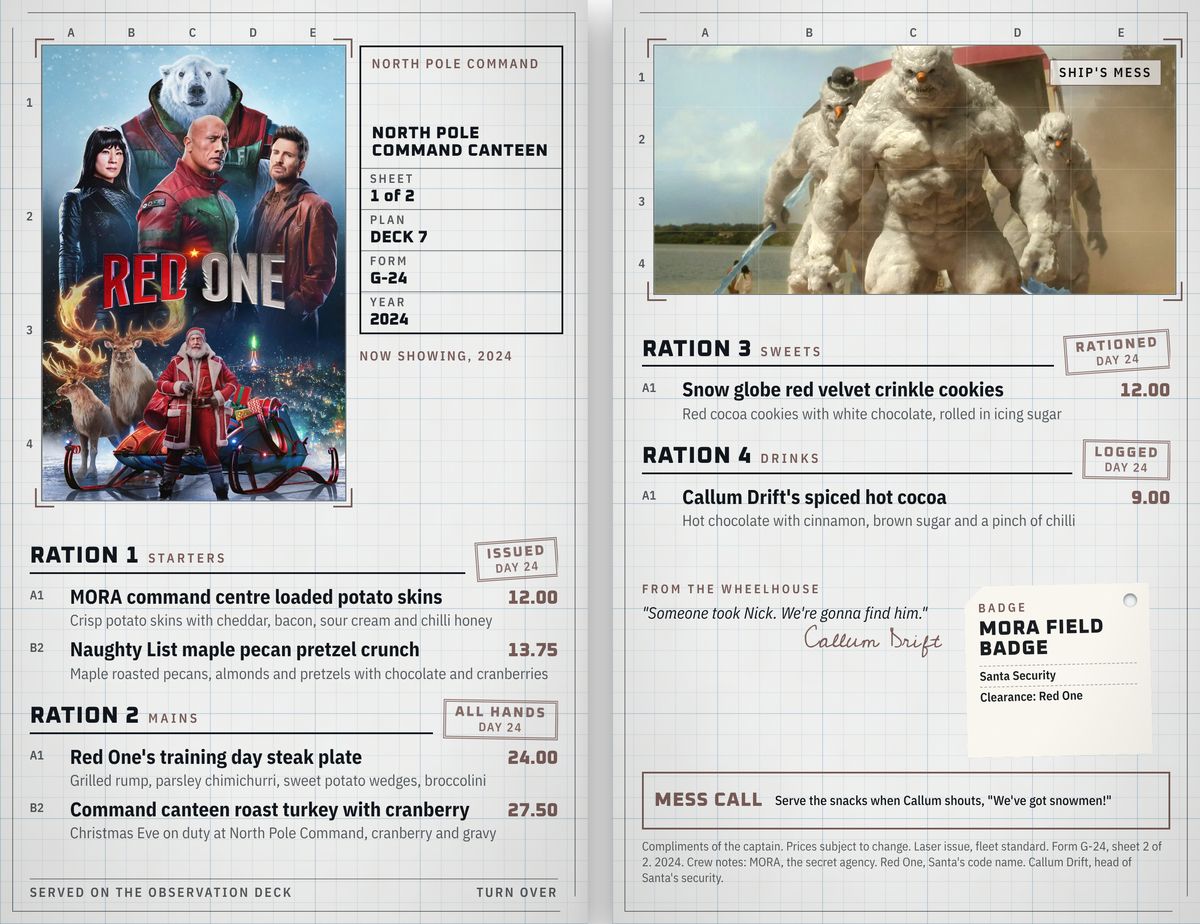 A B C D E
1
2
3
4
RED ONE
NORTH POLE COMMAND
NORTH POLE
COMMAND CANTEEN
SHEET
1 of 2
PLAN
DECK 7
FORM
G-24
YEAR
2024
NOW SHOWING, 2024
RATION 1 STARTERS
ISSUED
DAY 24
A1 MORA command centre loaded potato skins 12.00
Crisp potato skins with cheddar, bacon, sour cream and chilli honey
B2 Naughty List maple pecan pretzel crunch 13.75
Maple roasted pecans, almonds and pretzels with chocolate and cranberries
RATION 2 MAINS
ALL HANDS
DAY 24
A1 Red One's training day steak plate 24.00
Grilled rump, parsley chimichurri, sweet potato wedges, broccolini
B2 Command canteen roast turkey with cranberry 27.50
Christmas Eve on duty at North Pole Command, cranberry and gravy
SERVED ON THE OBSERVATION DECK TURN OVER
A B C D E
1
2
3
4
SHIP'S MESS
RATION 3 SWEETS
RATIONED
DAY 24
A1 Snow globe red velvet crinkle cookies 12.00
Red cocoa cookies with white chocolate, rolled in icing sugar
RATION 4 DRINKS
LOGGED
DAY 24
A1 Callum Drift's spiced hot cocoa 9.00
Hot chocolate with cinnamon, brown sugar and a pinch of chilli
FROM THE WHEELHOUSE
"Someone took Nick. We're gonna find him."
Callum Drift
BADGE
MORA FIELD
BADGE
Santa Security
Clearance: Red One
MESS CALL Serve the snacks when Callum shouts, "We've got snowmen!"
Compliments of the captain. Prices subject to change. Laser issue, fleet standard. Form G-24, sheet 2 of
2. 2024. Crew notes: MORA, the secret agency. Red One, Santa's code name. Callum Drift, head of
Santa's security.